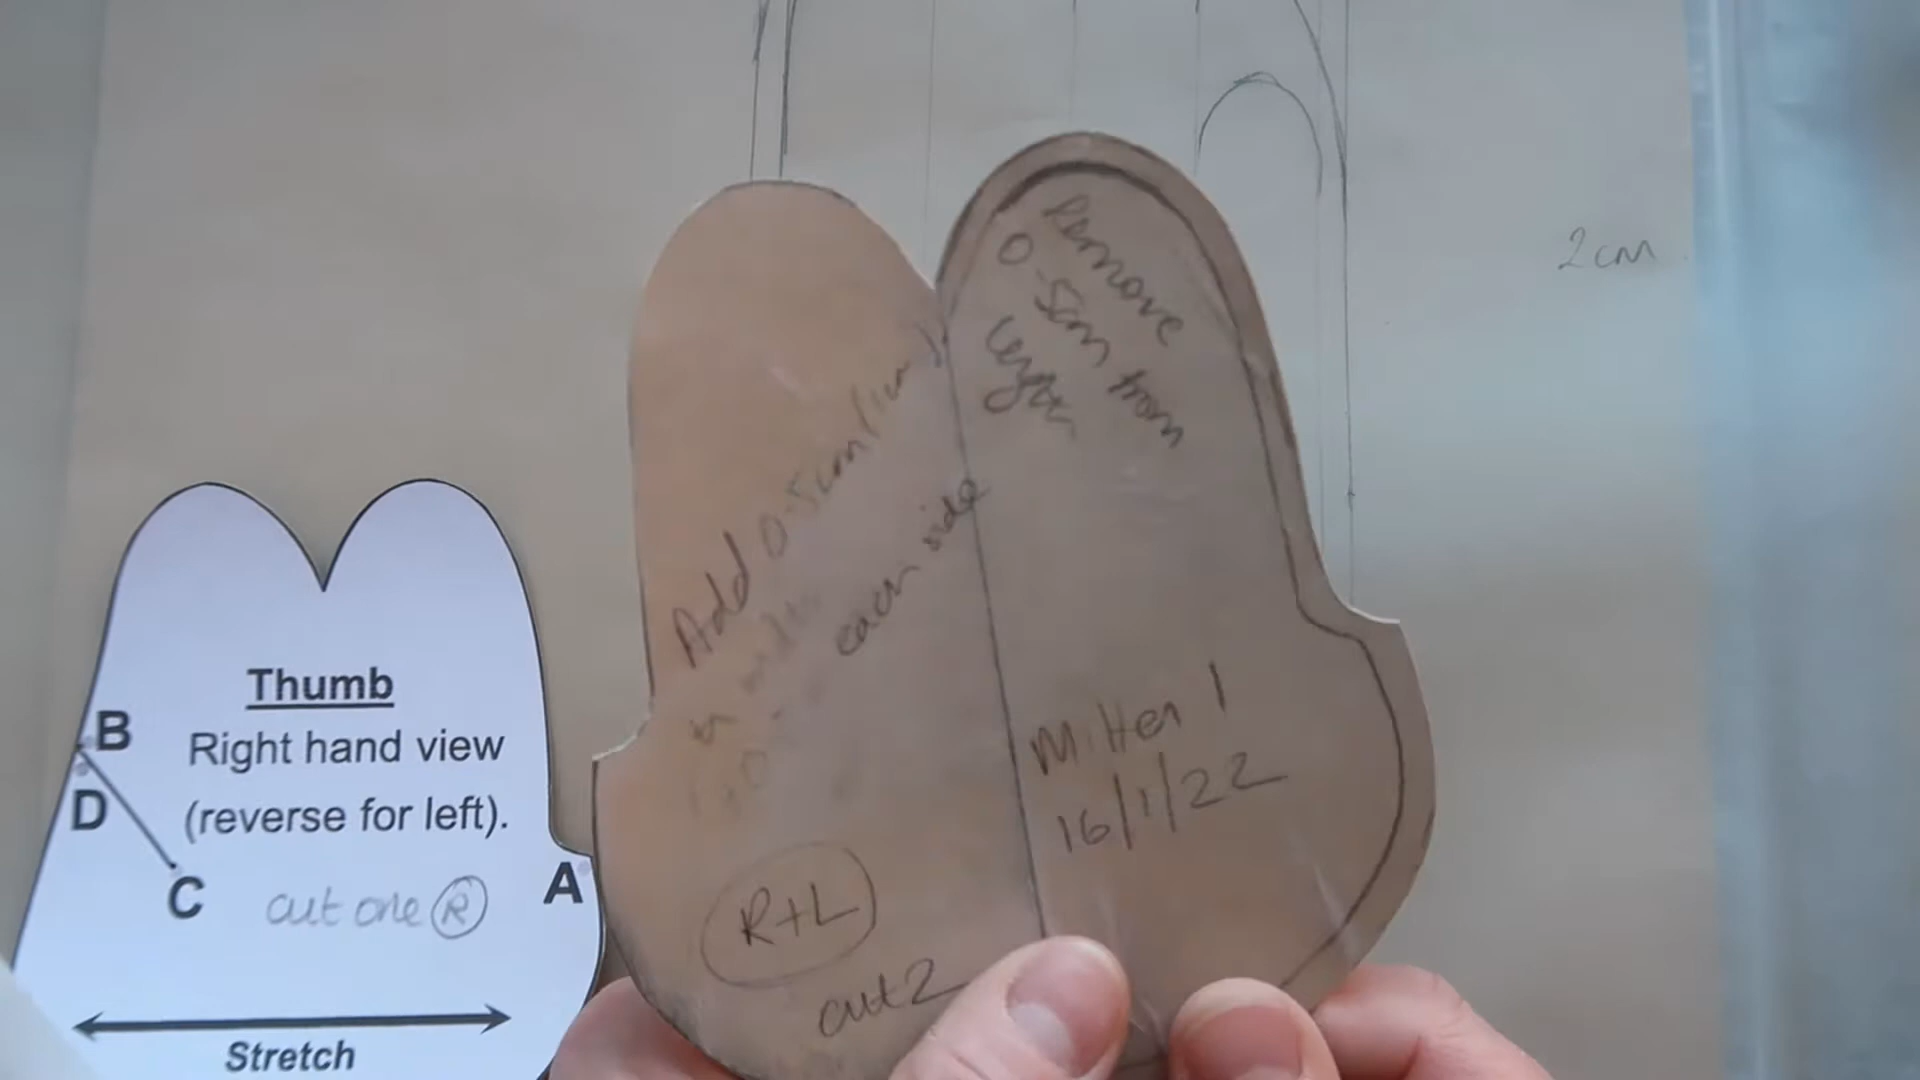 2cm
Remove
0.5cm from
Add 0.5cm/1cm
each side
Mitten 1
16/1/22
R+L
cut 2
Thumb
B
Right hand view
D
(reverse for left).
C
cut one R
A
Stretch